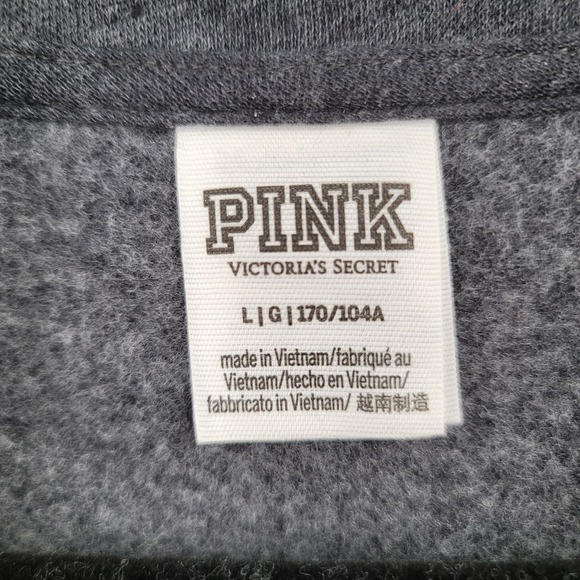 PINK
VICTORIA'S SECRET
L | G | 170/104A
made in Vietnam/fabriqué au
Vietnam/hecho en Vietnam/
fabbricato in Vietnam/ 越南制造